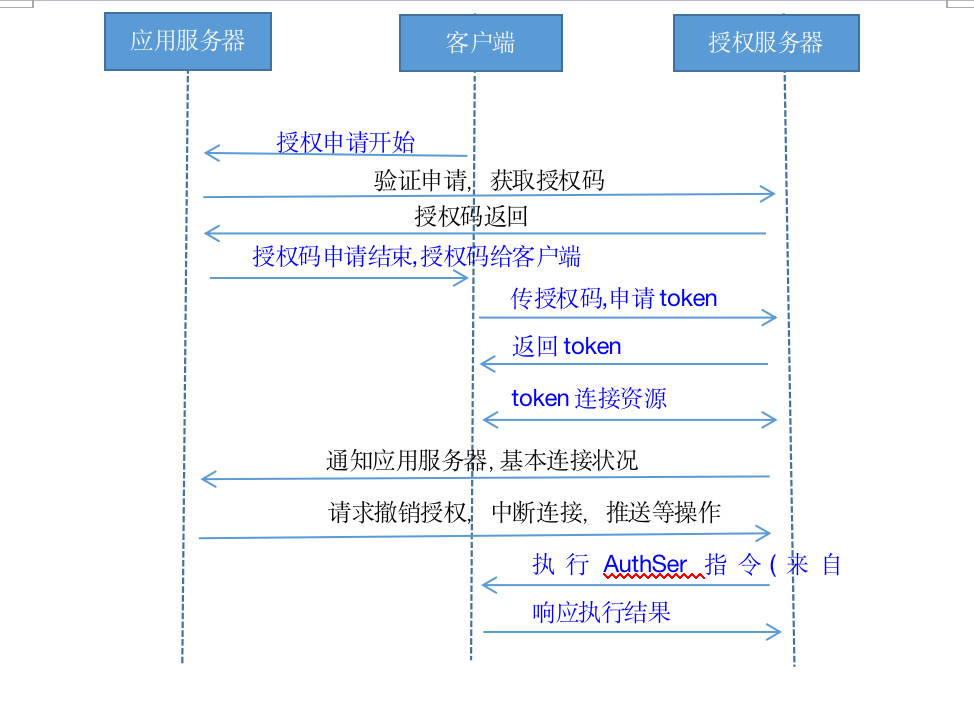 应用服务器
客户端
授权服务器
授权申请开始
验证申请，获取授权码
授权码返回
授权码申请结束,授权码给客户端
传授权码,申请 token
返回 token
token 连接资源
通知应用服务器, 基本连接状况
请求撤销授权，中断连接，推送等操作
执行 AuthSer 指令(来自
响应执行结果